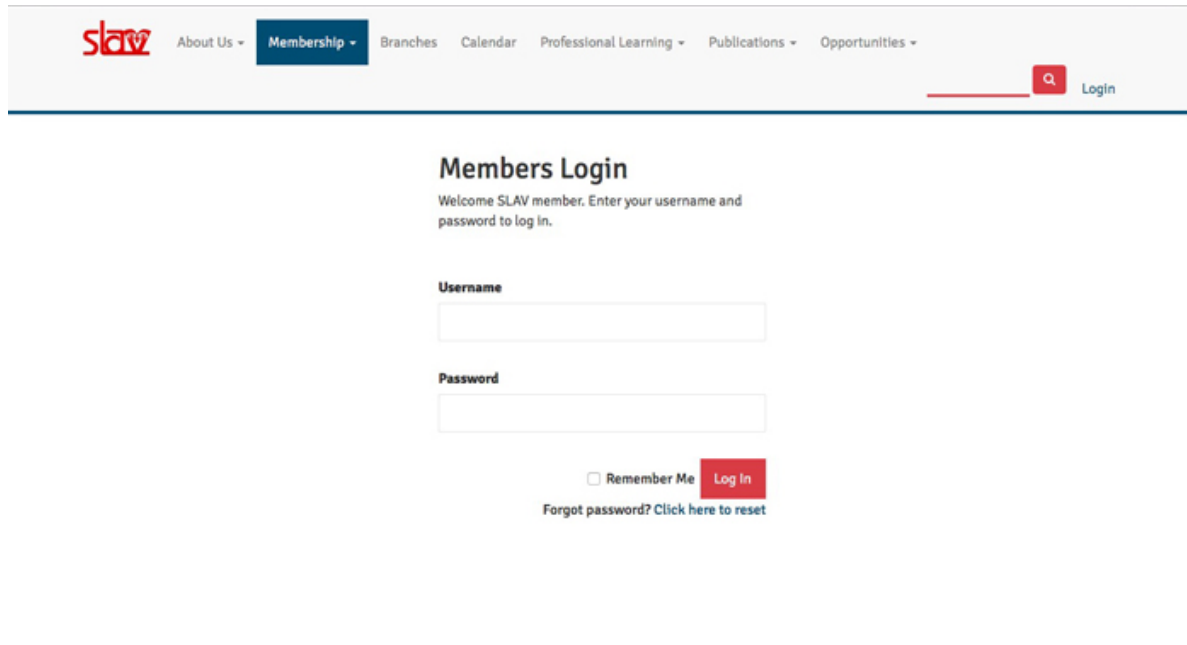 slav About Us Membership Branches Calendar Professional Learning Publications Opportunities
Login
Members Login
Welcome SLAV member. Enter your username and
password to log in.
Username
Password
Remember Me Log In
Forgot password? Click here to reset